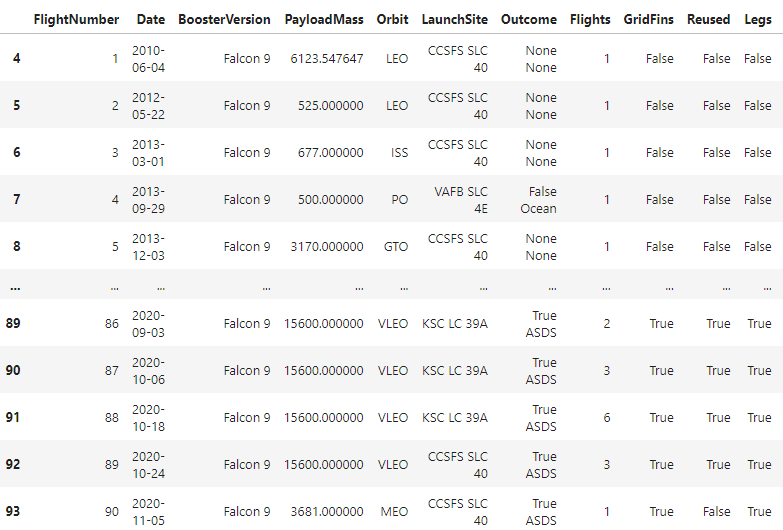 FlightNumber Date BoosterVersion PayloadMass Orbit LaunchSite Outcome Flights GridFins Reused Legs
4 1 2010-06-04 Falcon 9 6123.547647 LEO CCSFS SLC 40 None None 1 False False False
5 2 2012-05-22 Falcon 9 525.000000 LEO CCSFS SLC 40 None None 1 False False False
6 3 2013-03-01 Falcon 9 677.000000 ISS CCSFS SLC 40 None None 1 False False False
7 4 2013-09-29 Falcon 9 500.000000 PO VAFB SLC 4E False Ocean 1 False False False
8 5 2013-12-03 Falcon 9 3170.000000 GTO CCSFS SLC 40 None None 1 False False False
... ... ... ... ... ... ... ... ... ... ... ...
89 86 2020-09-03 Falcon 9 15600.000000 VLEO KSC LC 39A True ASDS 2 True True True
90 87 2020-10-06 Falcon 9 15600.000000 VLEO KSC LC 39A True ASDS 3 True True True
91 88 2020-10-18 Falcon 9 15600.000000 VLEO KSC LC 39A True ASDS 6 True True True
92 89 2020-10-24 Falcon 9 15600.000000 VLEO CCSFS SLC 40 True ASDS 3 True True True
93 90 2020-11-05 Falcon 9 3681.000000 MEO CCSFS SLC 40 True ASDS 1 True False True